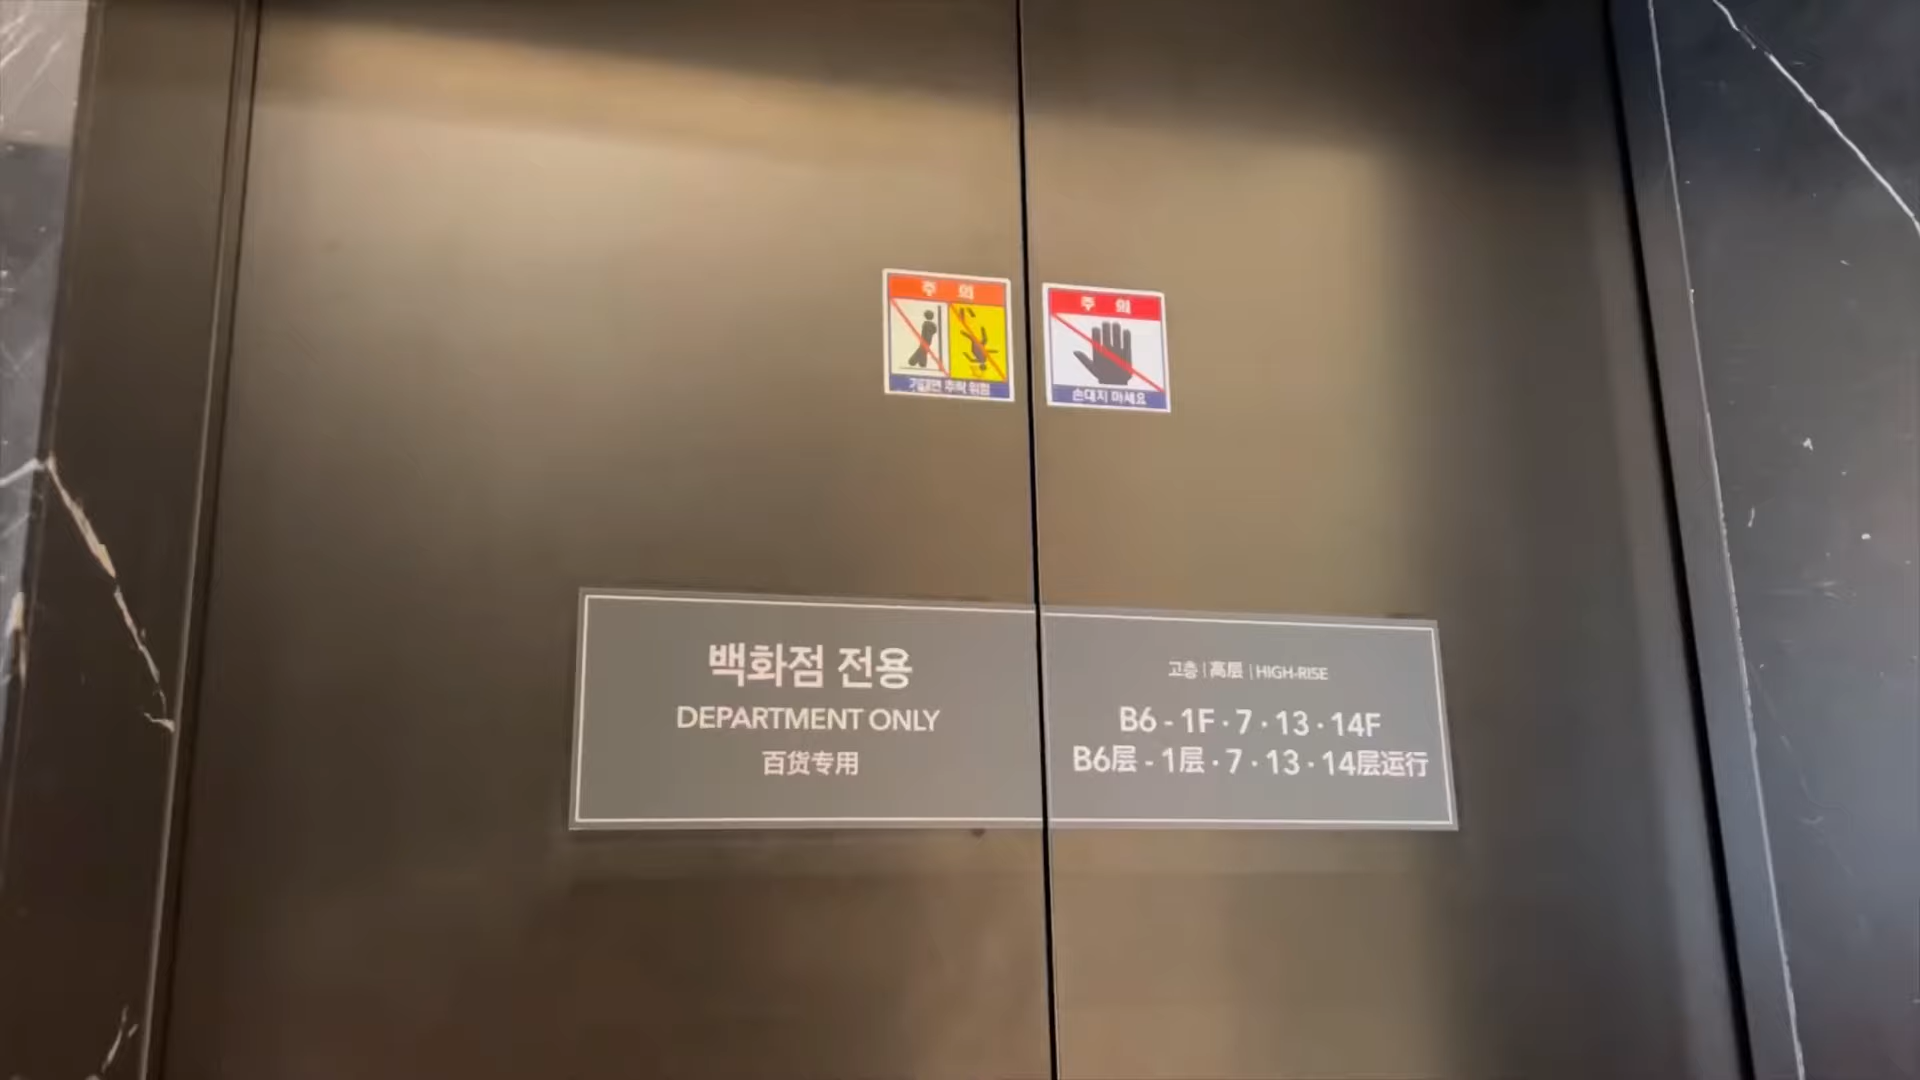 주 의
기대면 추락 위험
주 의
손대지 마세요
백화점 전용
DEPARTMENT ONLY
百货专用
고층 | 高层 | HIGH-RISE
B6 - 1F · 7 · 13 · 14F
B6层 - 1层 · 7 · 13 · 14层运行